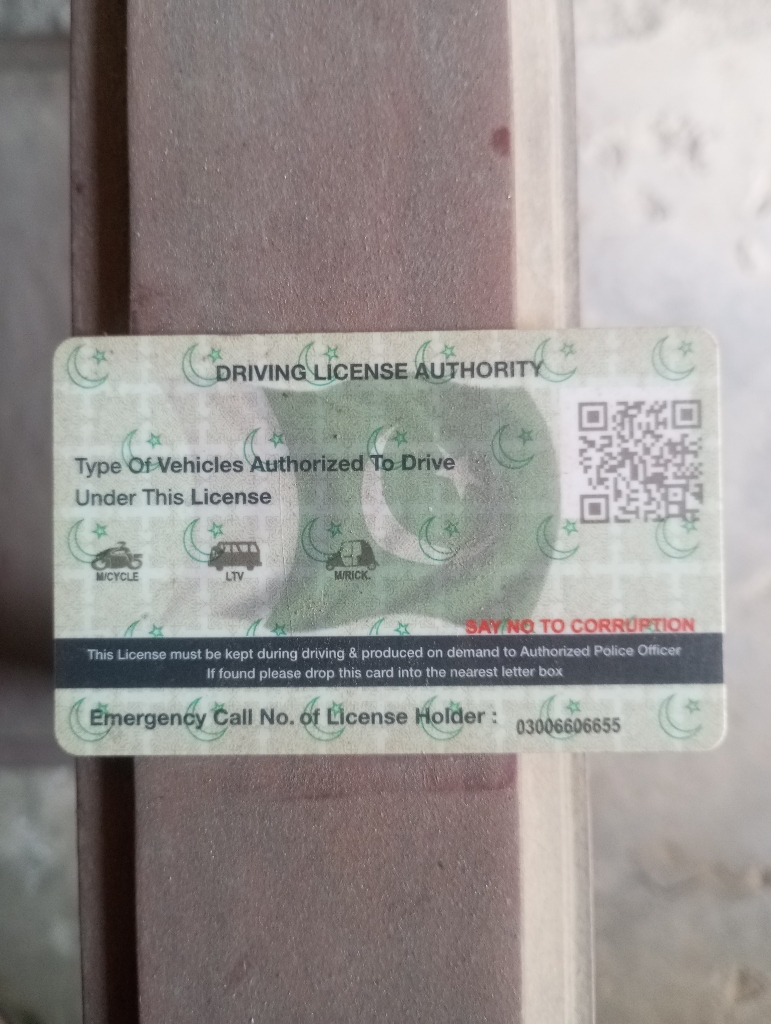 DRIVING LICENSE AUTHORITY
Type Of Vehicles Authorized To Drive
Under This License
M/CYCLE LTV M/RICK.
SAY NO TO CORRUPTION
This License must be kept during driving & produced on demand to Authorized Police Officer
If found please drop this card into the nearest letter box
Emergency Call No. of License Holder : 03006606655